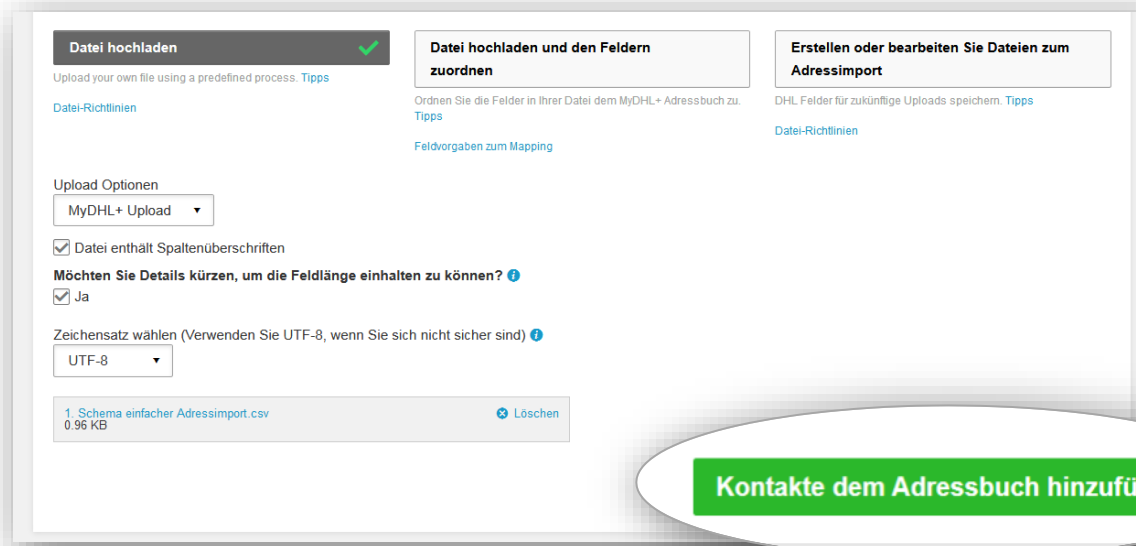 Datei hochladen
Upload your own file using a predefined process. Tipps
Datei-Richtlinien
Datei hochladen und den Feldern
zuordnen
Ordnen Sie die Felder in Ihrer Datei dem MyDHL+ Adressbuch zu.
Tipps
Feldvorgaben zum Mapping
Erstellen oder bearbeiten Sie Dateien zum
Adressimport
DHL Felder für zukünftige Uploads speichern. Tipps
Datei-Richtlinien
Upload Optionen
MyDHL+ Upload
Datei enthält Spaltenüberschriften
Möchten Sie Details kürzen, um die Feldlänge einhalten zu können?
Ja
Zeichensatz wählen (Verwenden Sie UTF-8, wenn Sie sich nicht sicher sind)
UTF-8
1. Schema einfacher Adressimport.csv
Löschen
0.96 KB
Kontakte dem Adressbuch hinzufü